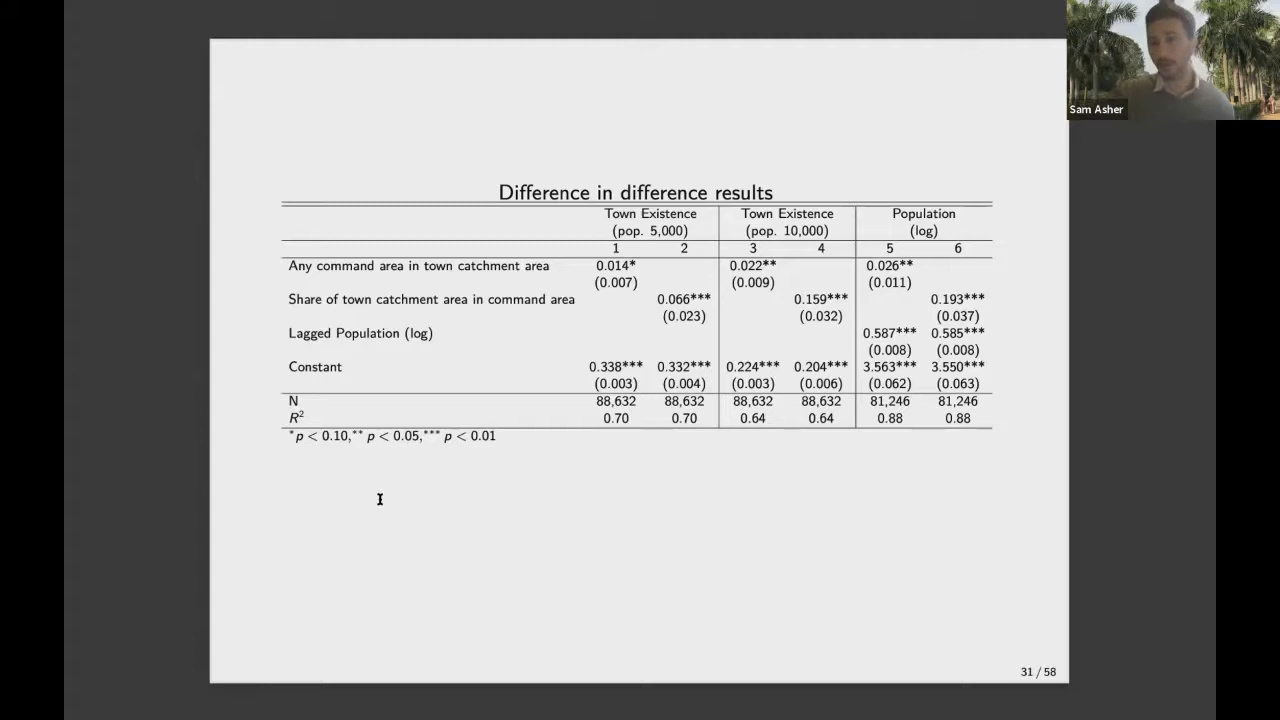 Sam Asher
Difference in difference results
Town Existence Town Existence Population
(pop. 5,000) (pop. 10,000) (log)
1 2 3 4 5 6
Any command area in town catchment area 0.014* 0.022** 0.026**
(0.007) (0.009) (0.011)
Share of town catchment area in command area 0.066*** 0.159*** 0.193***
(0.023) (0.032) (0.037)
Lagged Population (log) 0.587*** 0.585***
(0.008) (0.008)
Constant 0.338*** 0.332*** 0.224*** 0.204*** 3.563*** 3.550***
(0.003) (0.004) (0.003) (0.006) (0.062) (0.063)
N 88,632 88,632 88,632 88,632 81,246 81,246
R² 0.70 0.70 0.64 0.64 0.88 0.88
*p < 0.10,** p < 0.05,*** p < 0.01
31 / 58